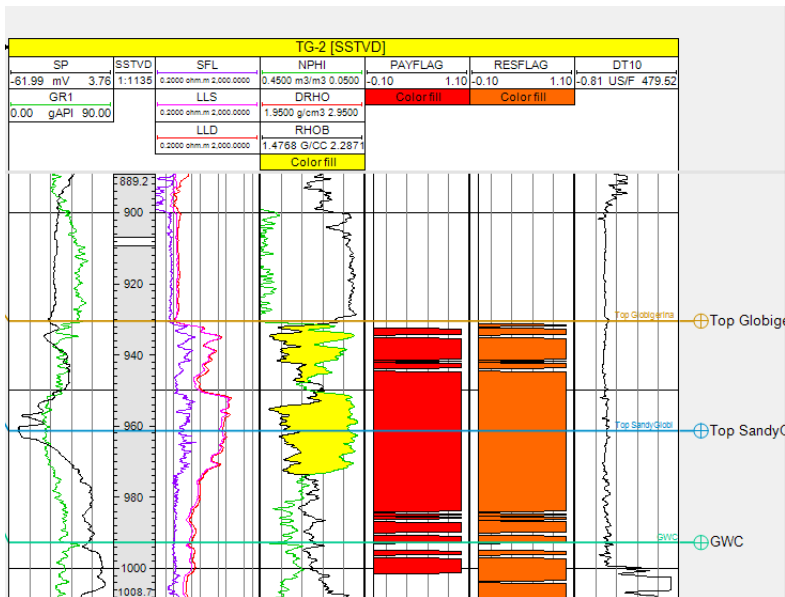 TG-2 [SSTVD]
SP SSTVD SFL NPHI PAYFLAG RESFLAG DT10
-61.99 mV 3.76 1:1135 0.2000 ohm.m 2,000.0000 0.4500 m3/m3 0.0500 -0.10 1.10 -0.10 1.10 -0.81 US/F 479.52
GR1 LLS DRHO Color fill Color fill
0.00 gAPI 90.00 0.2000 ohm.m 2,000.0000 1.9500 g/cm3 2.9500
LLD RHOB
0.2000 ohm.m 2,000.0000 1.4768 G/CC 2.2871
Color fill
889.2
900
920
Top Globigerina Top Globige
940
960
Top SandyGlobi Top SandyG
980
GWC GWC
1000
1008.7